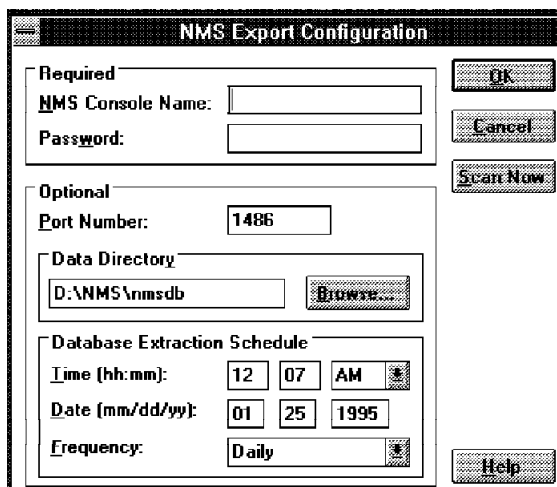 NMS Export Configuration
Required
NMS Console Name:
Password:
OK
Cancel
Scan Now
Optional
Port Number: 1486
Data Directory
D:\NMS\nmsdb Browse...
Database Extraction Schedule
Time (hh:mm): 12 07 AM
Date (mm/dd/yy): 01 25 1995
Frequency: Daily
Help